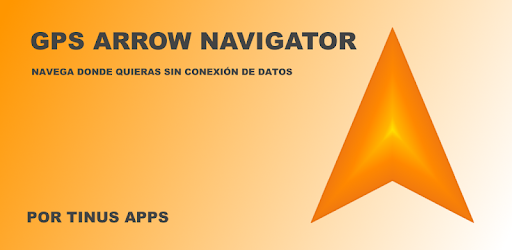 GPS ARROW NAVIGATOR
NAVEGA DONDE QUIERAS SIN CONEXIÓN DE DATOS
POR TINUS APPS